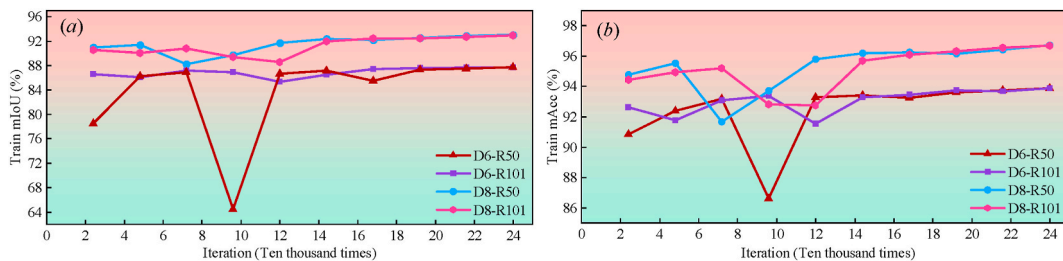 (a)
Train mIoU (%)
96
92
88
84
80
76
72
68
64
0 2 4 6 8 10 12 14 16 18 20 22 24
Iteration (Ten thousand times)
D6-R50
D6-R101
D8-R50
D8-R101
(b)
Train mAcc (%)
98
96
94
92
90
88
86
0 2 4 6 8 10 12 14 16 18 20 22 24
Iteration (Ten thousand times)
D6-R50
D6-R101
D8-R50
D8-R101